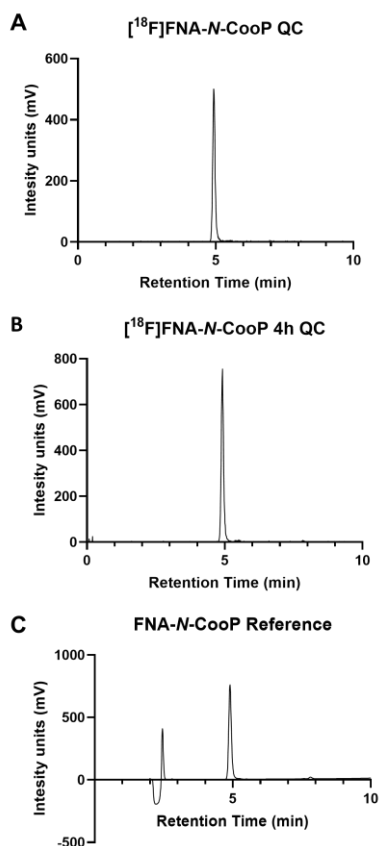 A
[18F]FNA-N-CooP QC
Intesity units (mV)
600
400
200
0
0
5
10
Retention Time (min)
B
[18F]FNA-N-CooP 4h QC
Intesity units (mV)
800
600
400
200
0
0
5
10
Retention Time (min)
C
FNA-N-CooP Reference
Intesity units (mV)
1000
500
0
-500
5
10
Retention Time (min)